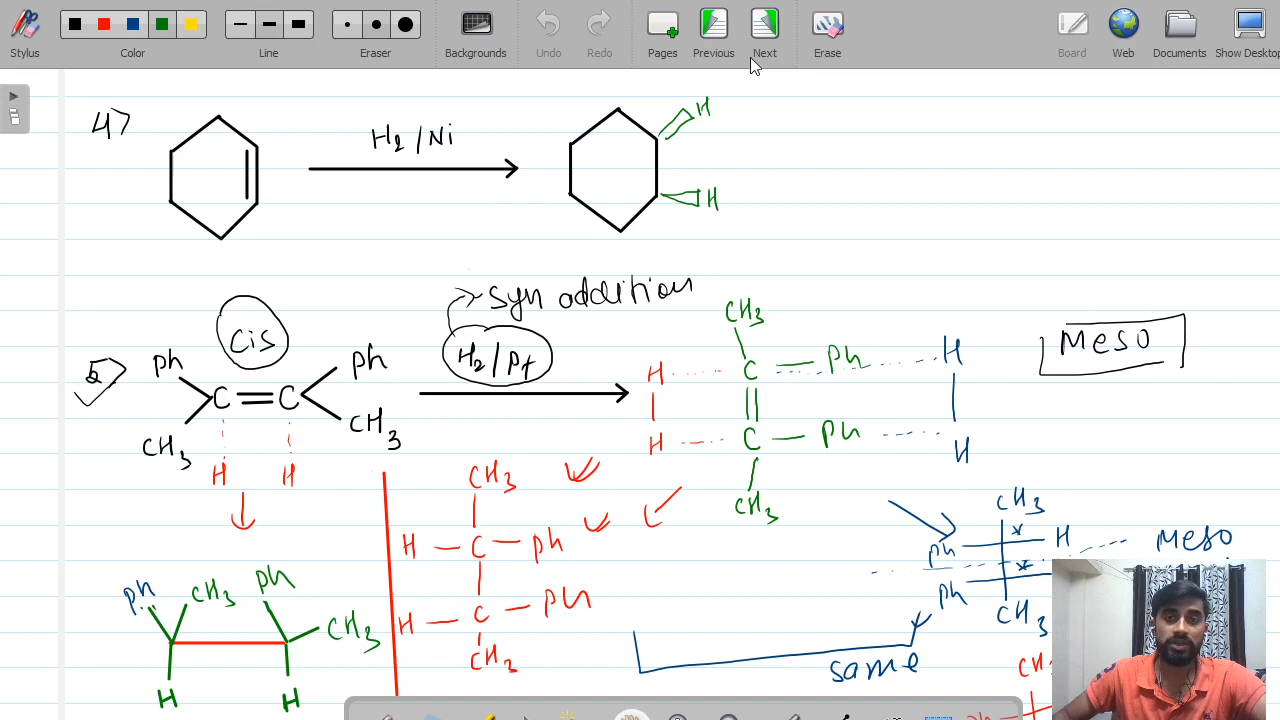 Stylus Color Line Eraser Backgrounds Undo Redo Pages Previous Next Erase Board Web Documents Show Desktop
4)
H2/Ni
H
H
syn addition
Cis
Meso
5
Ph Ph
C = C
CH3 CH3
H H
H2/Pt
CH3
H C Ph H
H C Ph H
CH3
CH3
H - C - Ph
H - C - Ph
CH3
CH3
Ph H
Ph
CH3
Meso
same
Ph CH3 Ph CH3
H H